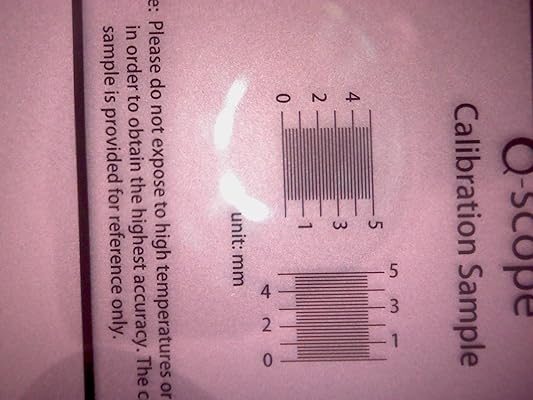 Q-scope
Calibration Sample
0 2 4
1 3 5
5 3 1
4 2 0
unit: mm
e: Please do not expose to high temperatures or
in order to obtain the highest accuracy. The c
sample is provided for reference only.